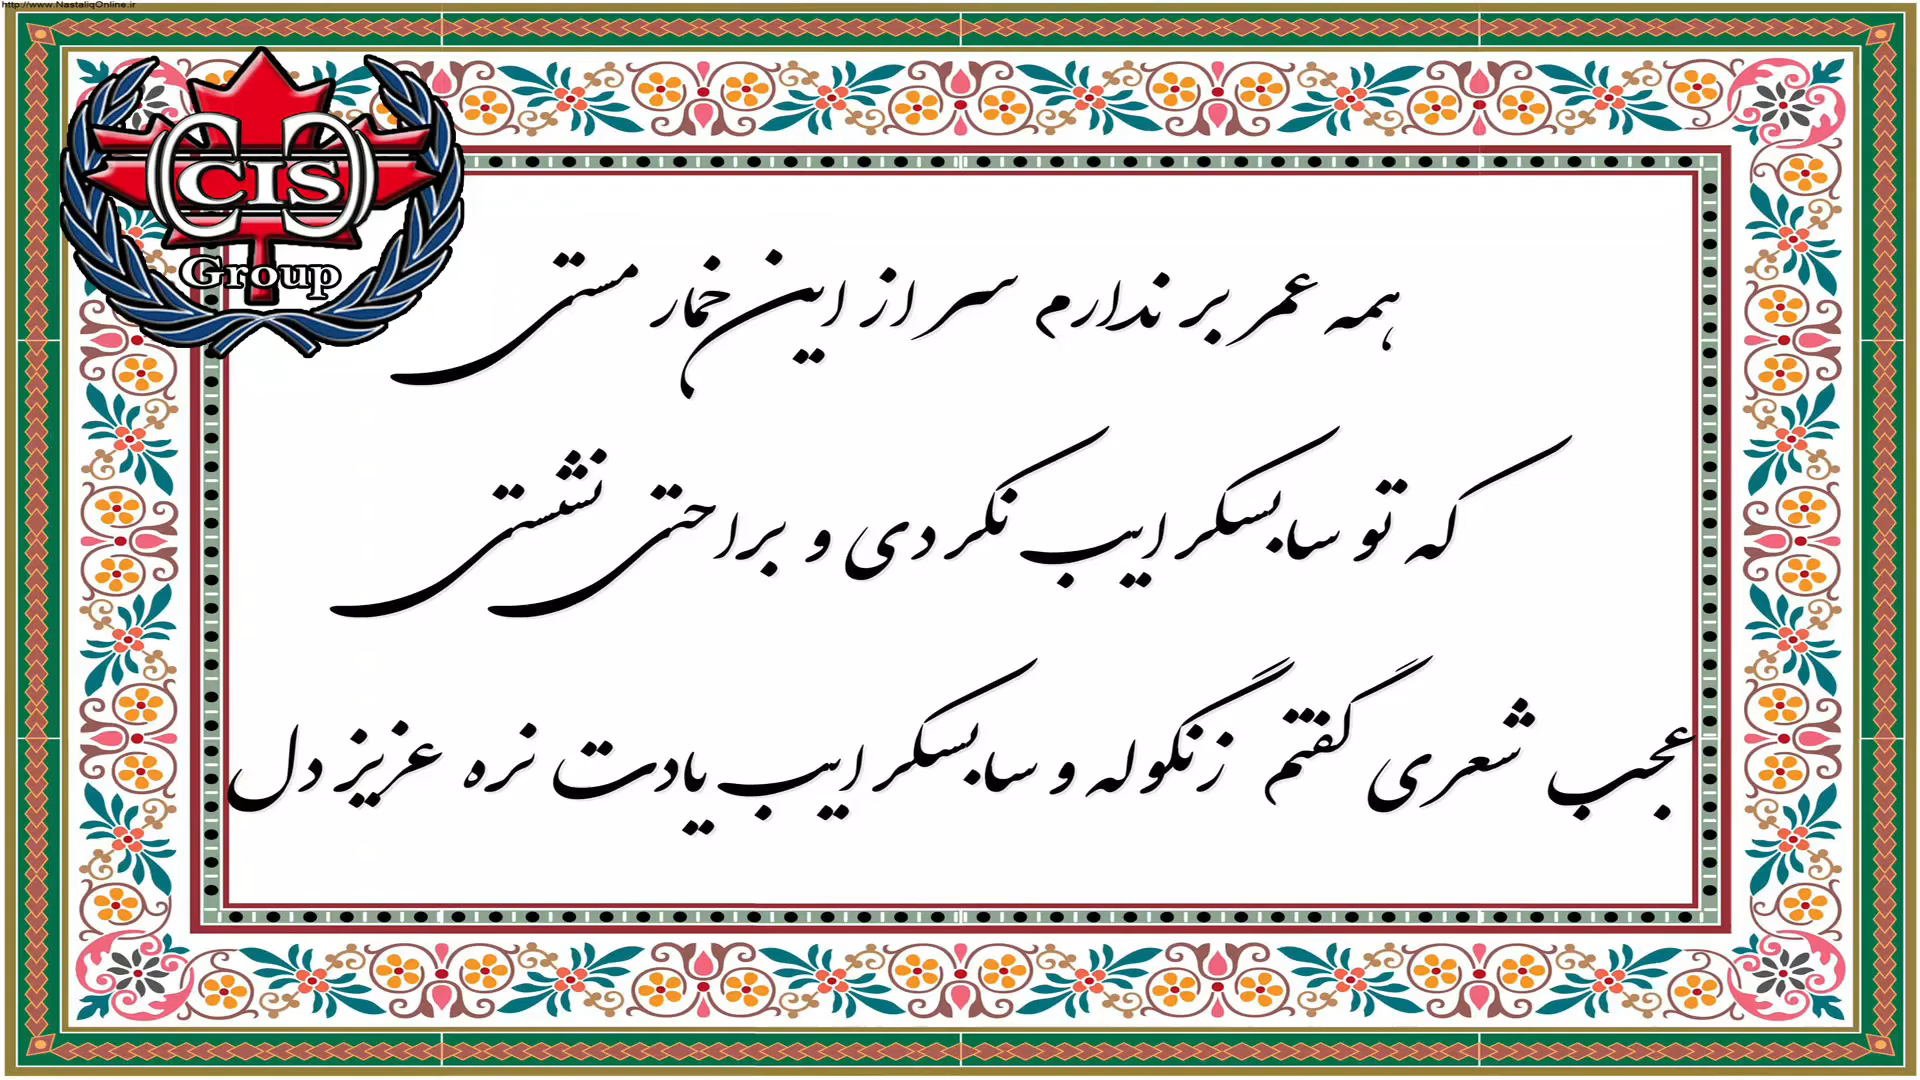 http://www.NastaliqOnline.ir
CIS
Group
همه عمر بر ندارم سر از این خمار مستی
که تو سابسکرایب نکردی و براحتی نشستی
عجب شعری گفتم زنگوله و سابسکرایب یادت نره عزیز دل